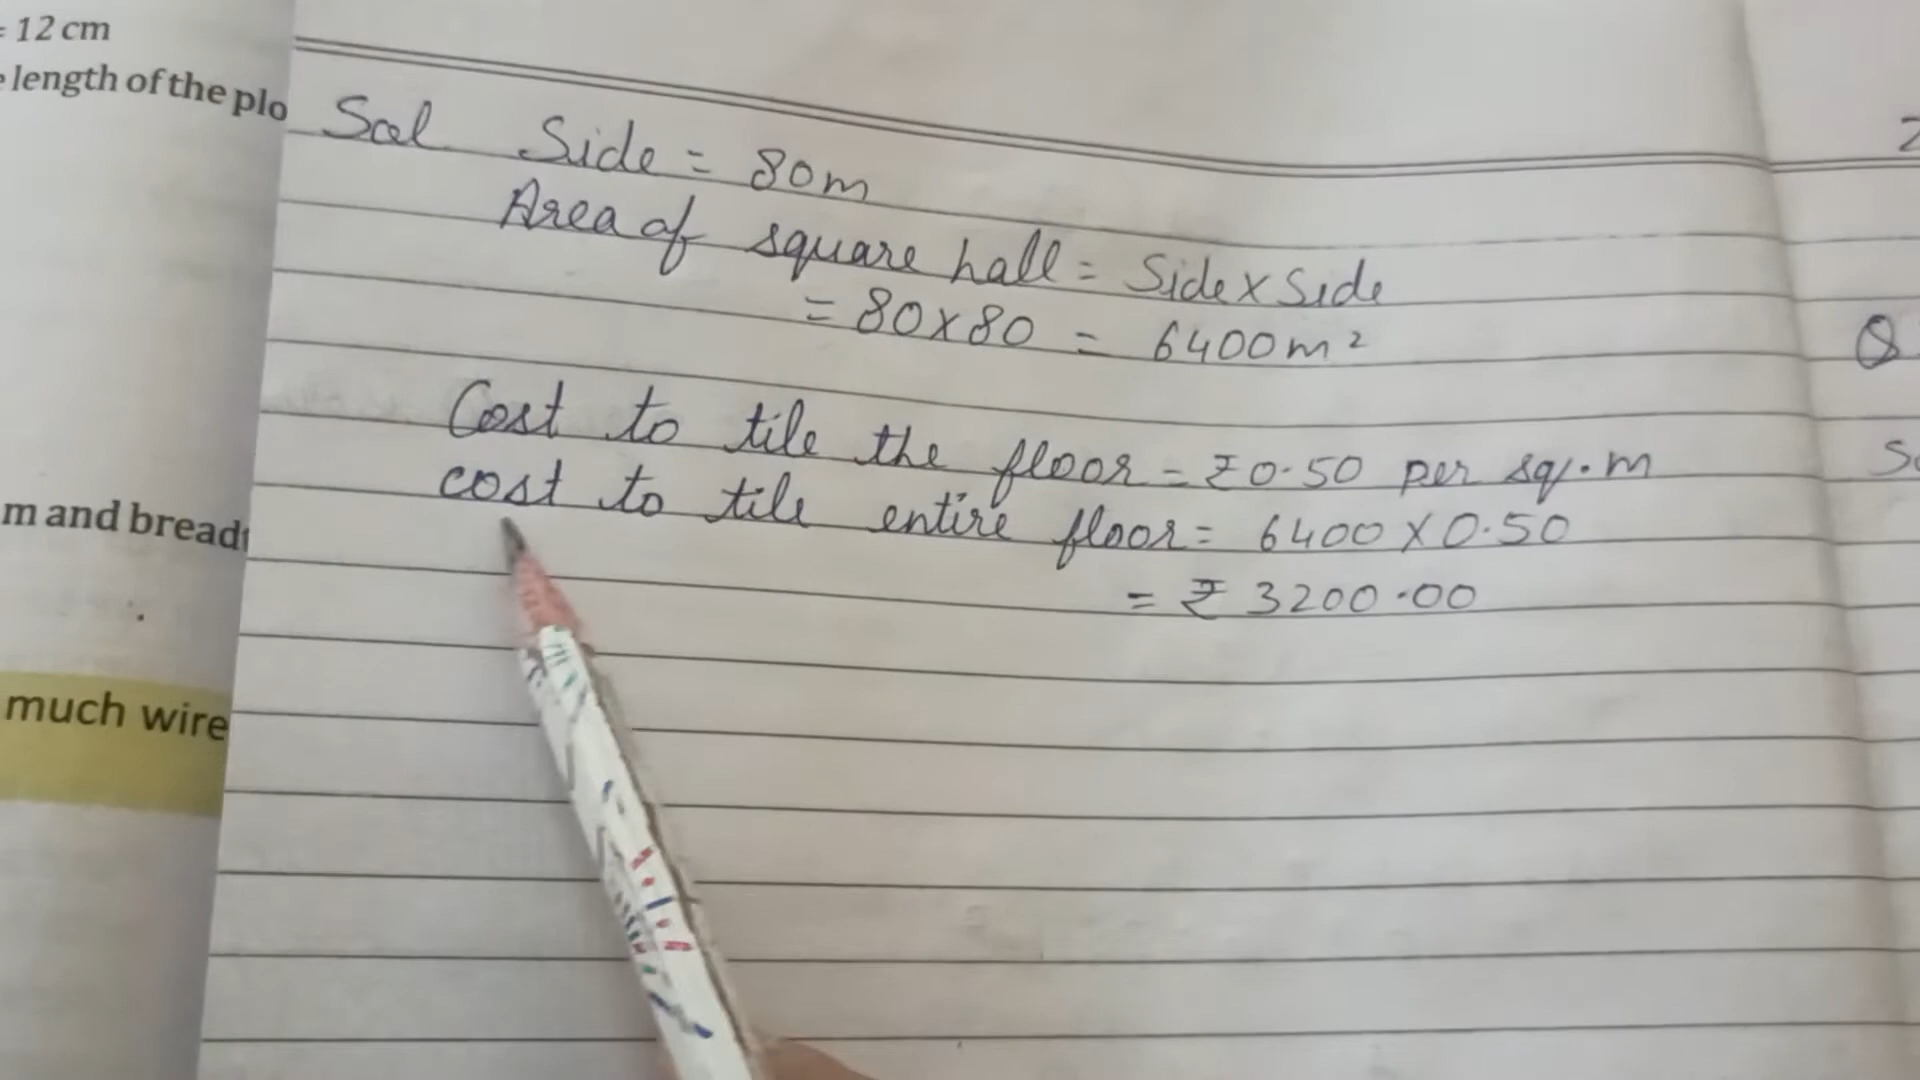 = 12 cm
length of the plo
Sol Side = 80m
Area of square hall = Side x Side
= 80 x 80 = 6400m²
Cost to tile the floor = ₹0.50 per sq.m
cost to tile entire floor = 6400 x 0.50
= ₹ 3200.00
m and bread
much wire
Q